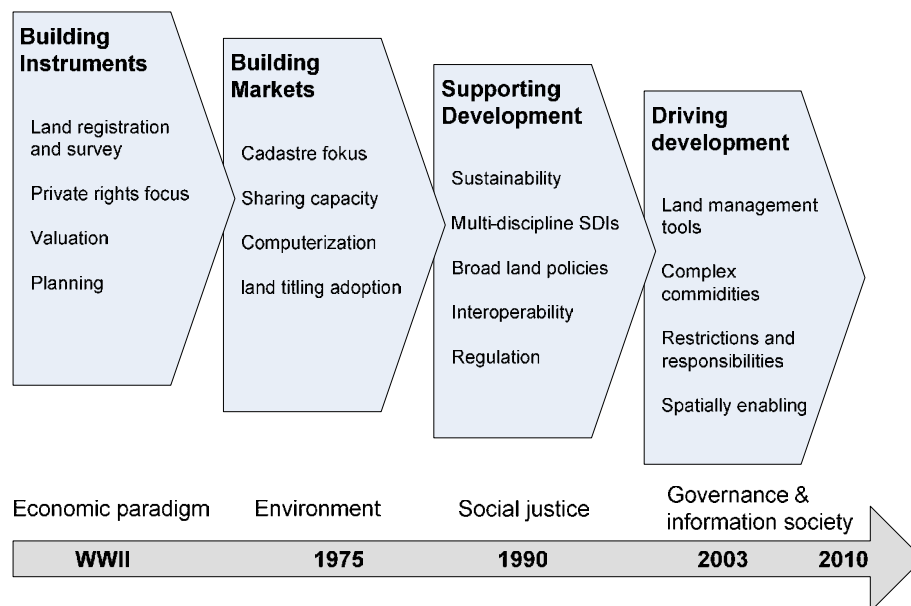 Building
Instruments
Land registration
and survey
Private rights focus
Valuation
Planning
Building
Markets
Cadastre fokus
Sharing capacity
Computerization
land titling adoption
Supporting
Development
Sustainability
Multi-discipline SDIs
Broad land policies
Interoperability
Regulation
Driving
development
Land management
tools
Complex
commidities
Restrictions and
responsibilities
Spatially enabling
Economic paradigm
Environment
Social justice
Governance &
information society
WWII
1975
1990
2003
2010